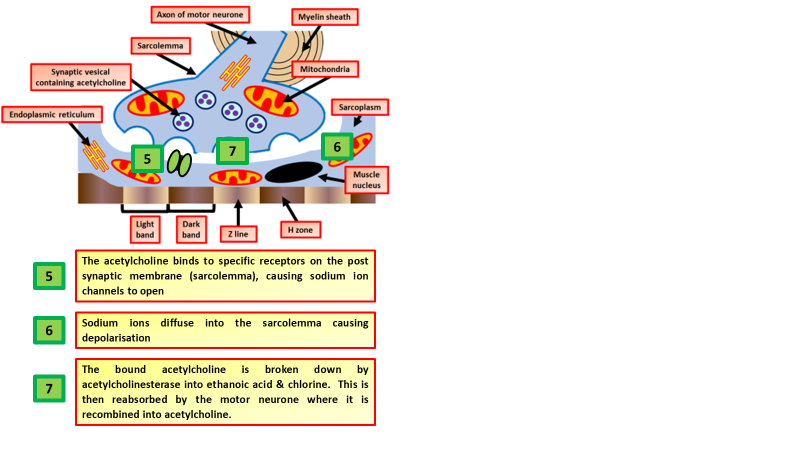 Axon of motor neurone
Myelin sheath
Sarcolemma
Synaptic vesical
containing acetylcholine
Mitochondria
Endoplasmic reticulum
Sarcoplasm
5
7
6
Muscle
nucleus
Light
band
Dark
band
Z line
H zone
5
The acetylcholine binds to specific receptors on the post
synaptic membrane (sarcolemma), causing sodium ion
channels to open
6
Sodium ions diffuse into the sarcolemma causing
depolarisation
7
The bound acetylcholine is broken down by
acetylcholinesterase into ethanoic acid & chlorine. This is
then reabsorbed by the motor neurone where it is
recombined into acetylcholine.